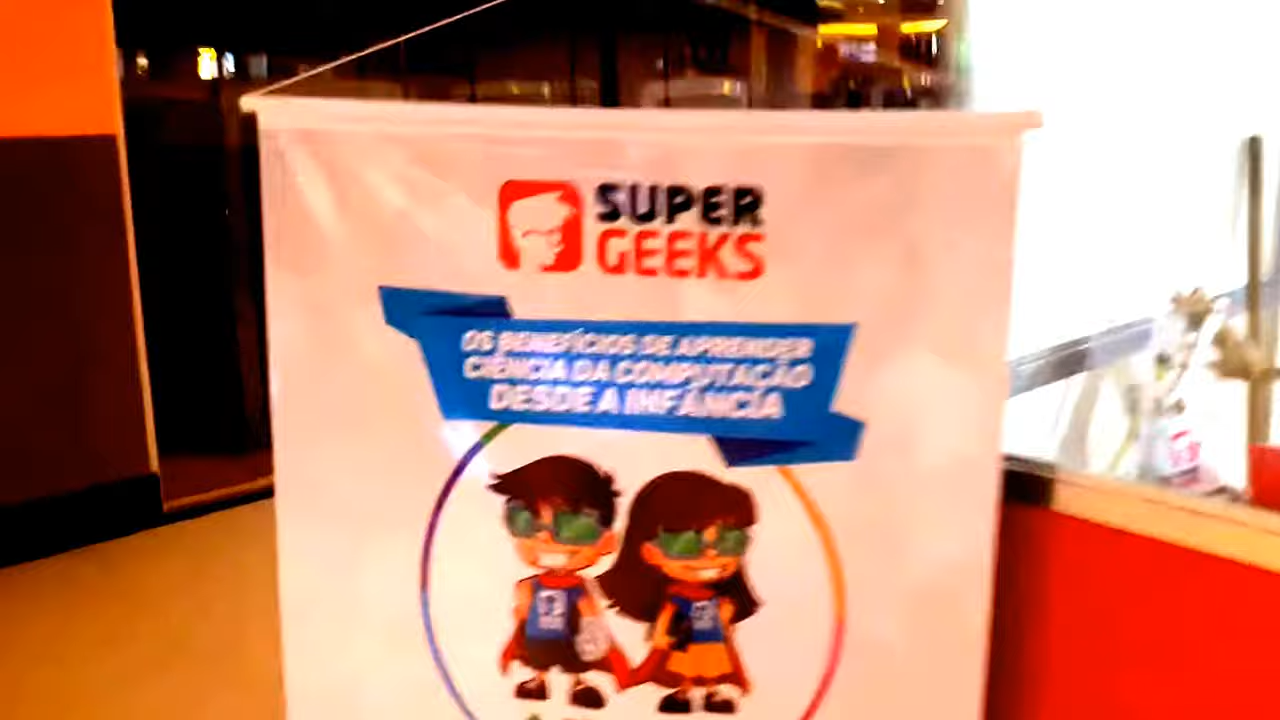 SUPER
GEEKS
OS BENEFÍCIOS DE APRENDER
CIÊNCIA DA COMPUTAÇÃO
DESDE A INFÂNCIA